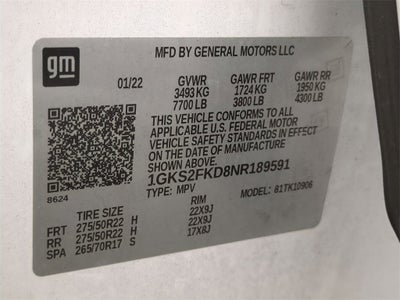 gm
MFD BY GENERAL MOTORS LLC
01/22 GVWR GAWR FRT GAWR RR
3493 KG 1724 KG 1950 KG
7700 LB 3800 LB 4300 LB
THIS VEHICLE CONFORMS TO ALL
APPLICABLE U.S. FEDERAL MOTOR
VEHICLE SAFETY STANDARDS IN EFFECT
ON THE DATE OF MANUFACTURE
SHOWN ABOVE.
1GKS2FKD8NR189591
TYPE: MPV MODEL: 81TK10906
8624
TIRE SIZE RIM
FRT 275/50R22 H 22X9J
RR 275/50R22 H 22X9J
SPA 265/70R17 S 17X8J